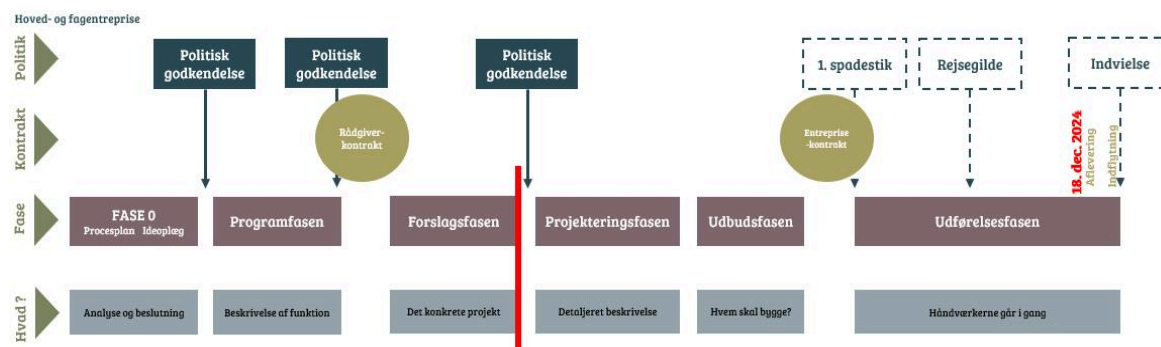 Hoved- og fagentreprise
Politik
Politisk
godkendelse
Politisk
godkendelse
Politisk
godkendelse
1. spadestik
Rejsegilde
Indvielse
Kontrakt
Rådgiver-
kontrakt
Entreprise
-kontrakt
18. dec. 2024
Aflevering
Indflytning
Fase
FASE 0
Procesplan Ideoplæg
Programfasen
Forslagsfasen
Projekteringsfasen
Udbudsfasen
Udførelsesfasen
Hvad?
Analyse og beslutning
Beskrivelse af funktion
Det konkrete projekt
Detaljeret beskrivelse
Hvem skal bygge?
Håndværkerne går i gang